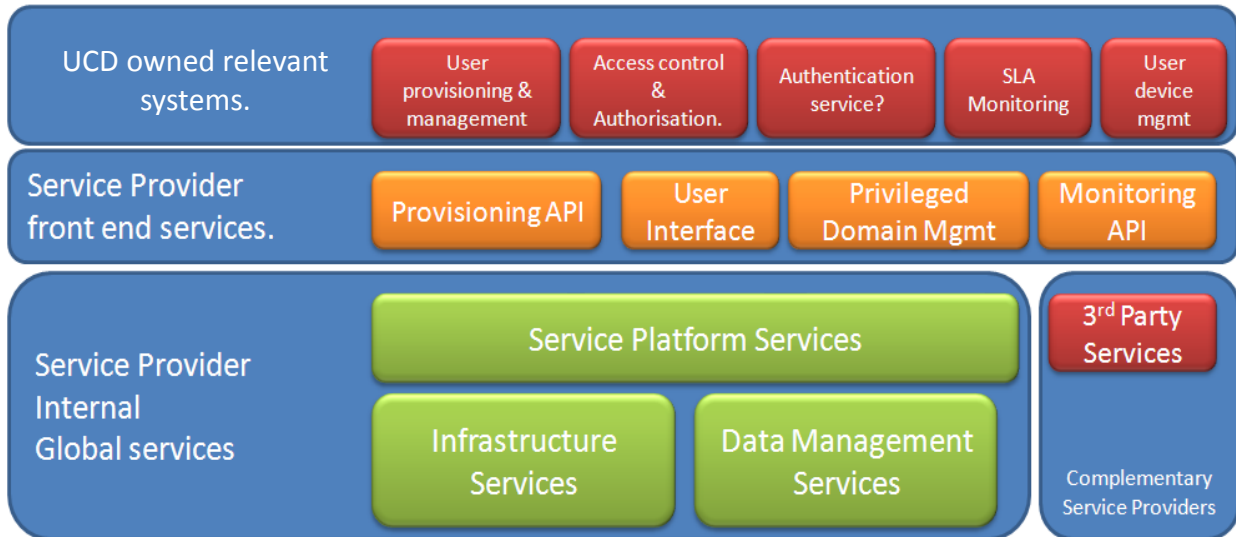 UCD owned relevant
systems.
User
provisioning &
management
Access control
&
Authorisation.
Authentication
service?
SLA
Monitoring
User
device
mgmt
Service Provider
front end services.
Provisioning API
User
Interface
Privileged
Domain Mgmt
Monitoring
API
Service Provider
Internal
Global services
Service Platform Services
Infrastructure
Services
Data Management
Services
3rd Party
Services
Complementary
Service Providers